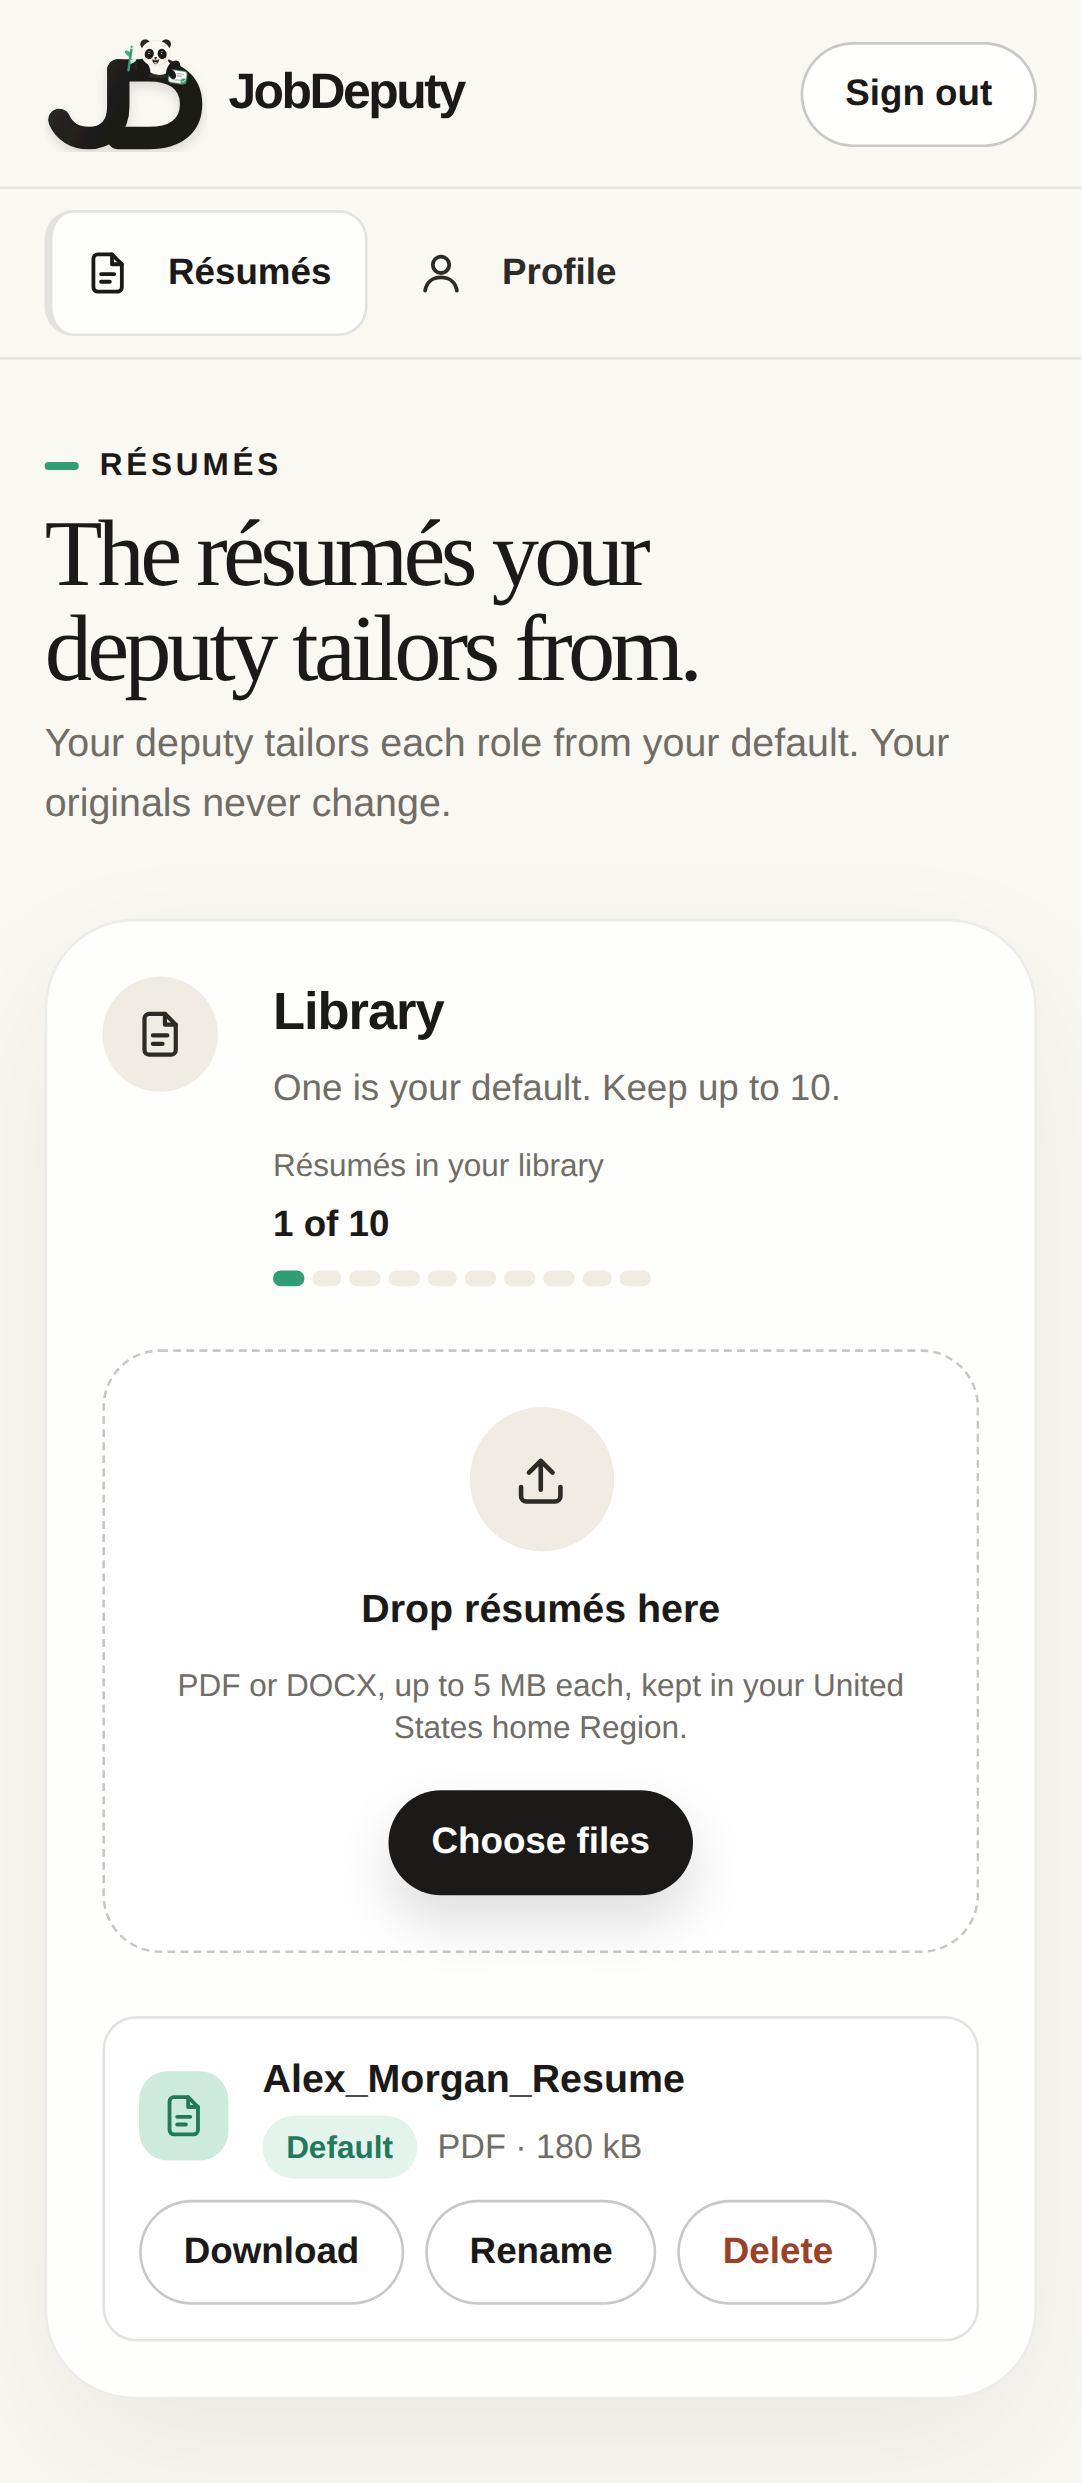 JD
JobDeputy
Sign out
Résumés
Profile
RÉSUMÉS
The résumés your
deputy tailors from.
Your deputy tailors each role from your default. Your
originals never change.
Library
One is your default. Keep up to 10.
Résumés in your library
1 of 10
Drop résumés here
PDF or DOCX, up to 5 MB each, kept in your United
States home Region.
Choose files
Alex_Morgan_Resume
Default PDF · 180 kB
Download Rename Delete